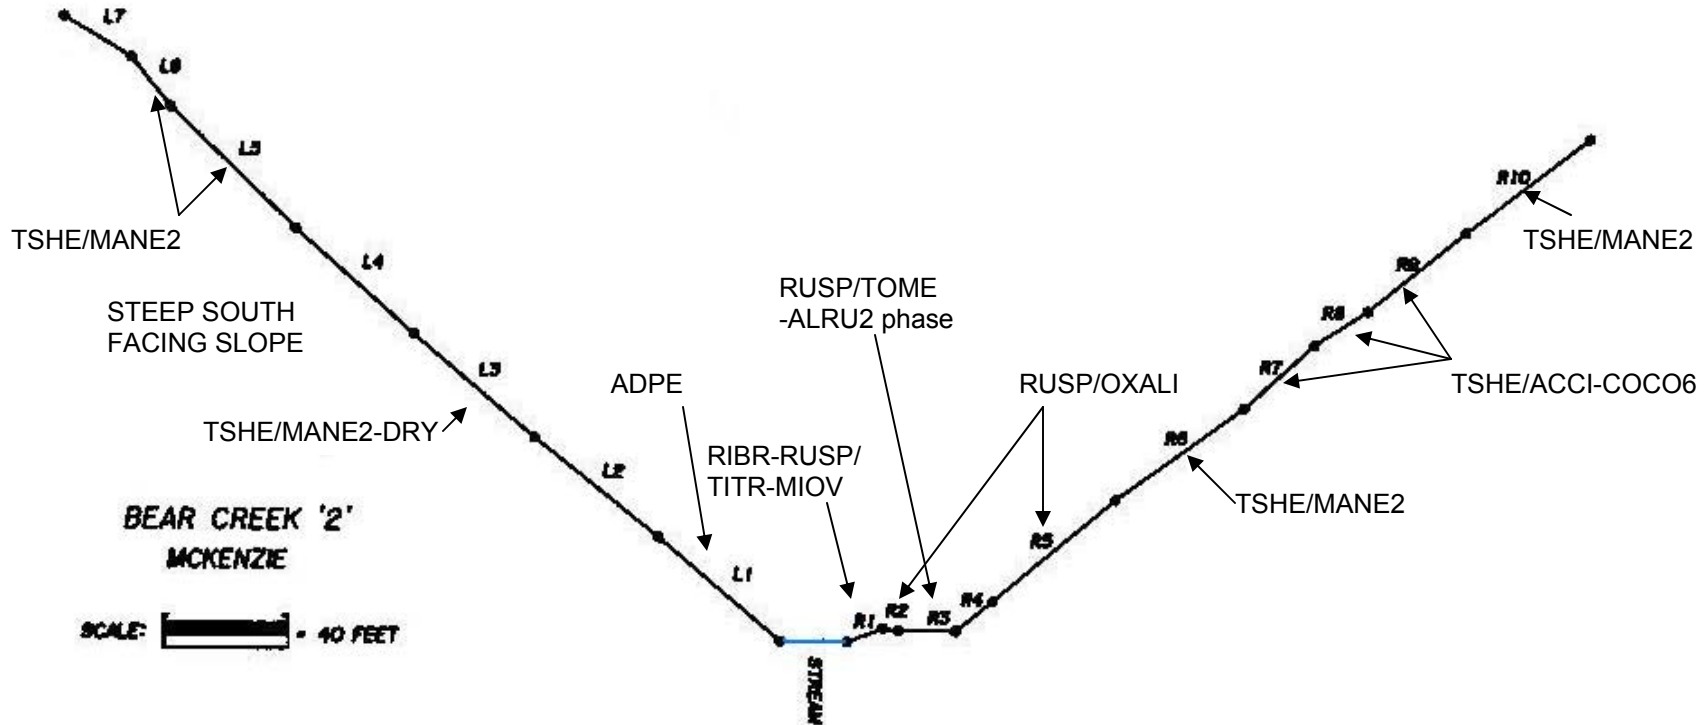 L7
L6
L5
TSHE/MANE2
L4
STEEP SOUTH
FACING SLOPE
L3
TSHE/MANE2-DRY
L2
BEAR CREEK '2'
MCKENZIE
SCALE: = 40 FEET
ADPE
L1
RIBR-RUSP/
TITR-MIOV
RUSP/TOME
-ALRU2 phase
RUSP/OXALI
STREAM
R1
R2
R3
R4
R5
R6
TSHE/MANE2
R7
R8
R9
TSHE/ACCI-COCO6
R10
TSHE/MANE2